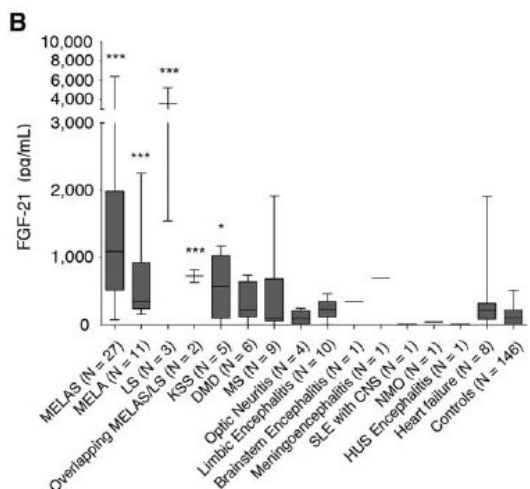 B
10,000
8,000
6,000
4,000
3,000
2,000
1,000
0
FGF-21 (pg/mL)
***
***
***
***
*
MELAS (N = 27)
MELA (N = 11)
LS (N = 3)
Overlapping MELAS/LS (N = 2)
KSS (N = 5)
DMD (N = 6)
MS (N = 9)
Optic Neuritis (N = 4)
Limbic Encephalitis (N = 10)
Brainstem Encephalitis (N = 1)
Meningoencephalitis (N = 1)
SLE with CNS (N = 1)
NMO (N = 1)
HUS Encephalitis (N = 1)
Heart failure (N = 8)
Controls (N = 146)